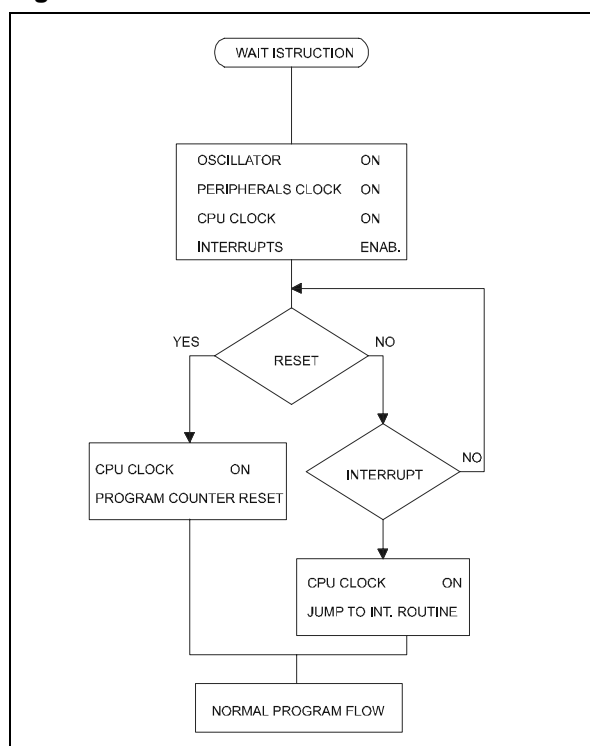 WAIT ISTRUCTION
OSCILLATOR ON
PERIPHERALS CLOCK ON
CPU CLOCK ON
INTERRUPTS ENAB.
YES
RESET
NO
CPU CLOCK ON
PROGRAM COUNTER RESET
INTERRUPT
NO
CPU CLOCK ON
JUMP TO INT. ROUTINE
NORMAL PROGRAM FLOW